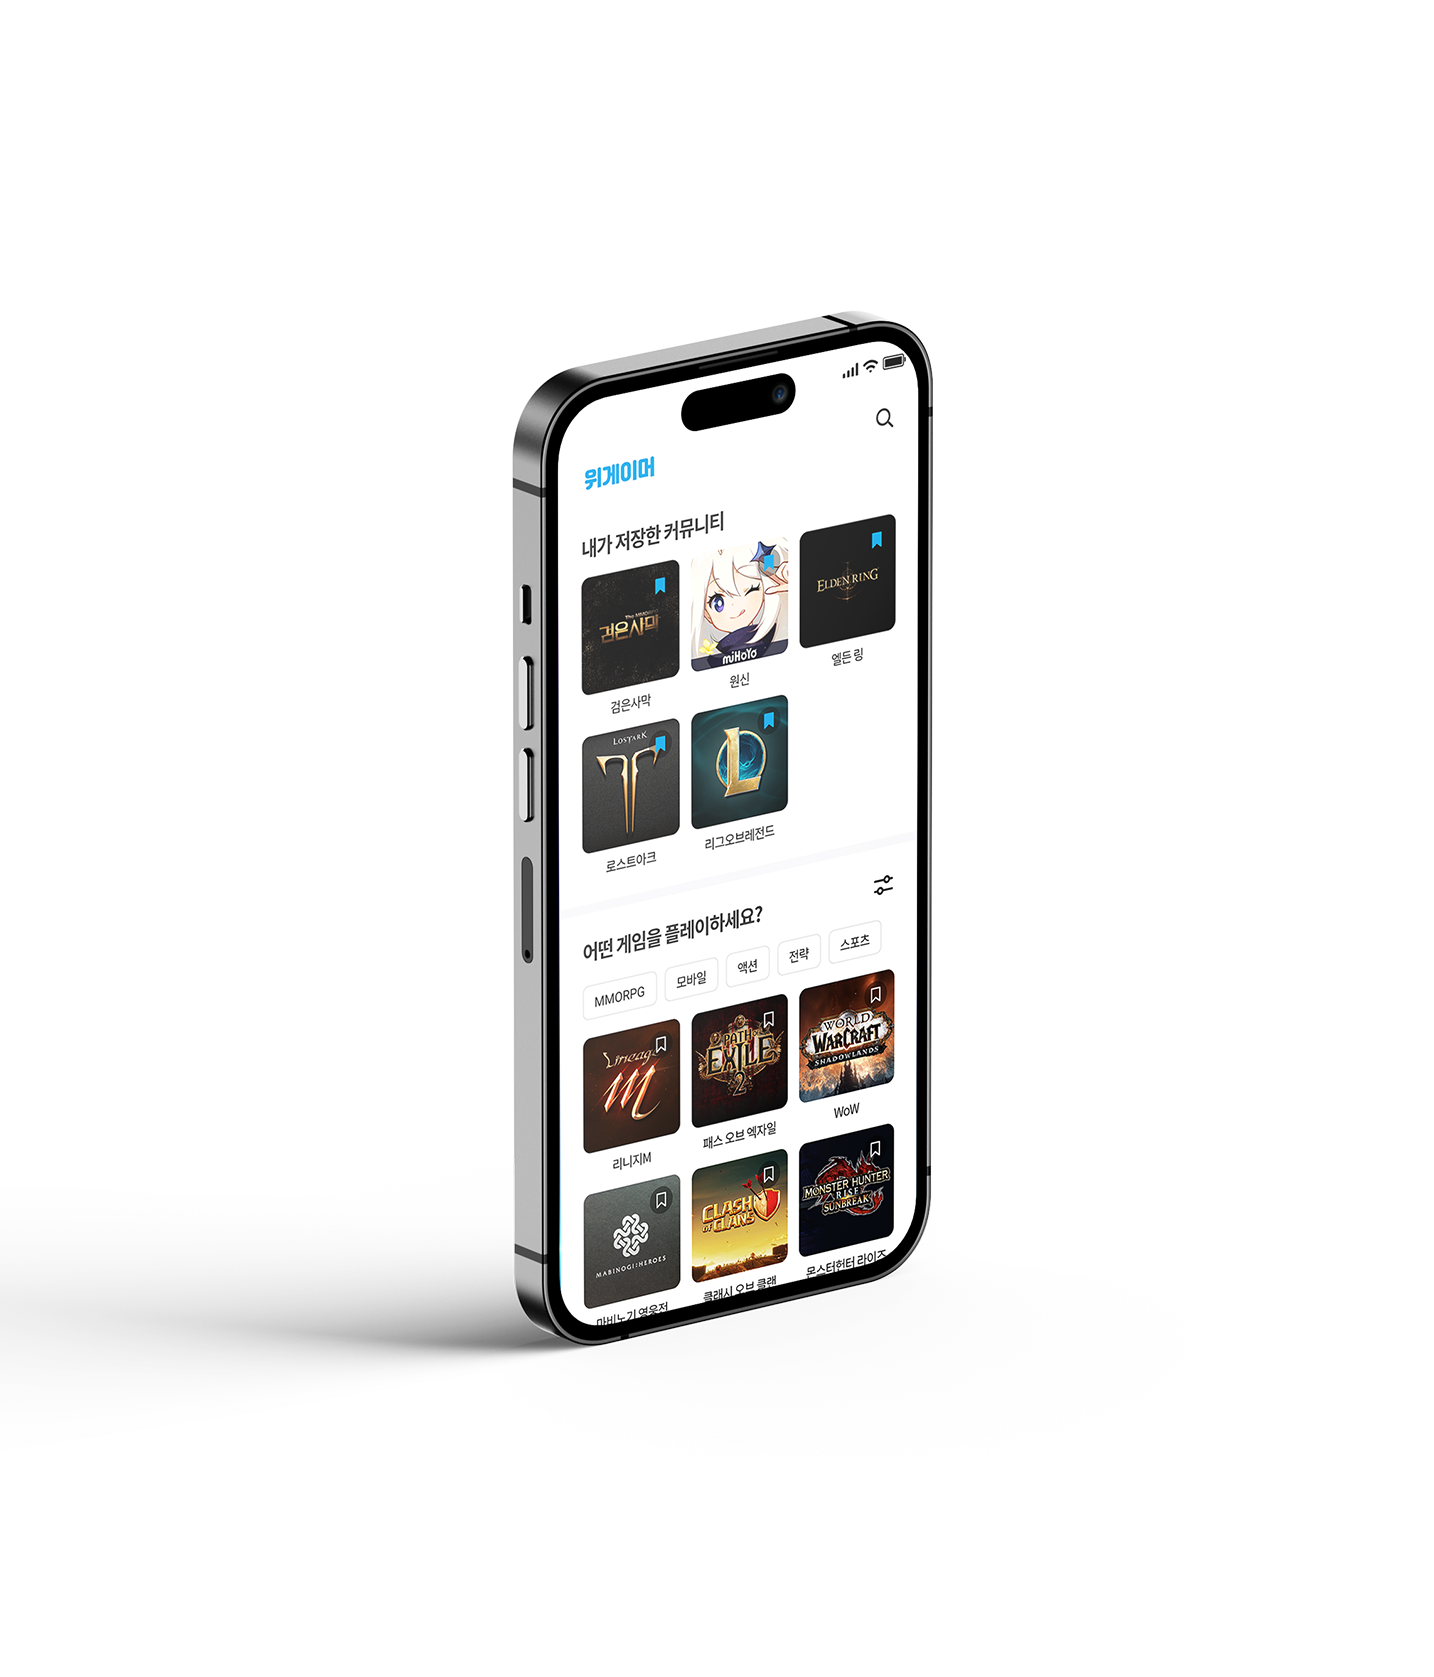 위게이머
내가 저장한 커뮤니티
The MMORPG
검은사막
miHoYo
ELDEN RING
검은사막
원신
엘든 링
LOSTARK
로스트아크
리그오브레전드
어떤 게임을 플레이하세요?
MMORPG
모바일
액션
전략
스포츠
Lineage
M
PATH OF
EXILE
2
WORLD
WARCRAFT
SHADOWLANDS
리니지M
패스 오브 엑자일
WoW
MABINOGI:HEROES
CLASH
OF CLANS
MONSTER HUNTER
RISE
SUNBREAK
마비노기 영웅전
클래시 오브 클랜
몬스터헌터 라이즈